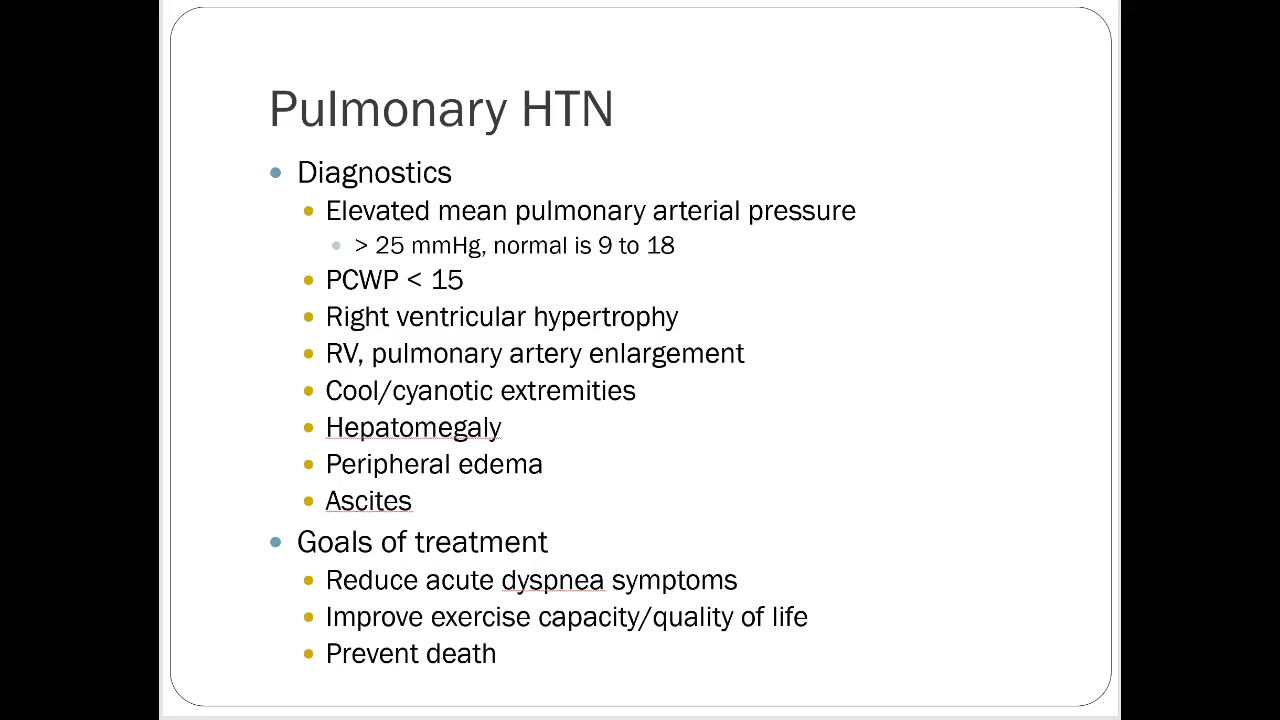 Pulmonary HTN
Diagnostics
Elevated mean pulmonary arterial pressure
> 25 mmHg, normal is 9 to 18
PCWP < 15
Right ventricular hypertrophy
RV, pulmonary artery enlargement
Cool/cyanotic extremities
Hepatomegaly
Peripheral edema
Ascites
Goals of treatment
Reduce acute dyspnea symptoms
Improve exercise capacity/quality of life
Prevent death